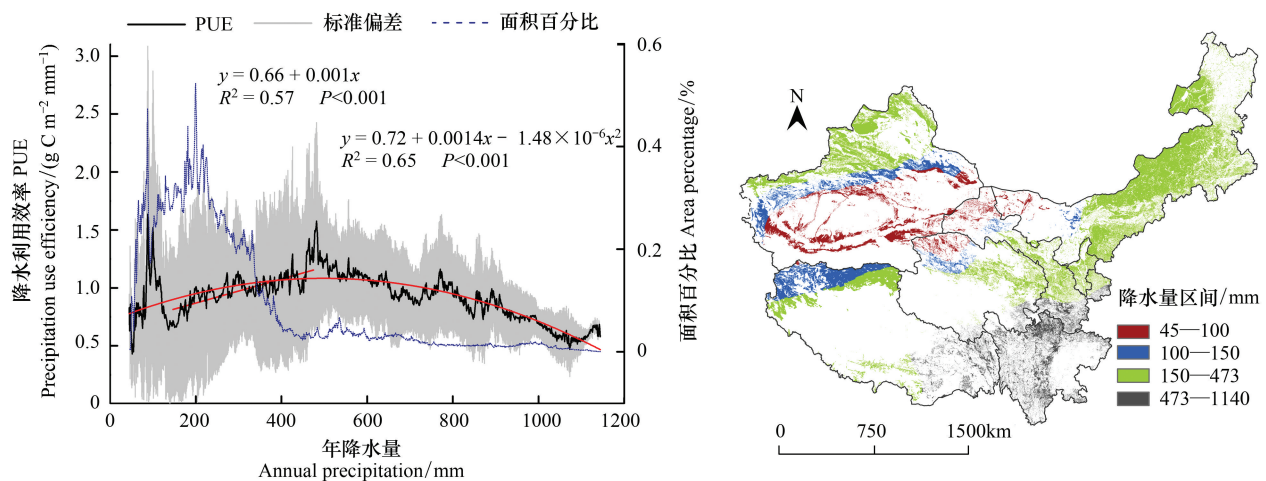 PUE 标准偏差 面积百分比
3.0
2.5
2.0
1.5
1.0
0.5
0
0.6
0.4
0.2
0
y = 0.66 + 0.001x
R² = 0.57 P<0.001
y = 0.72 + 0.0014x − 1.48×10⁻⁶x²
R² = 0.65 P<0.001
降水利用效率 PUE
Precipitation use efficiency/(g C m⁻² mm⁻¹)
面积百分比 Area percentage/%
0 200 400 600 800 1000 1200
年降水量
Annual precipitation/mm
N
降水量区间/mm
45—100
100—150
150—473
473—1140
0 750 1500km